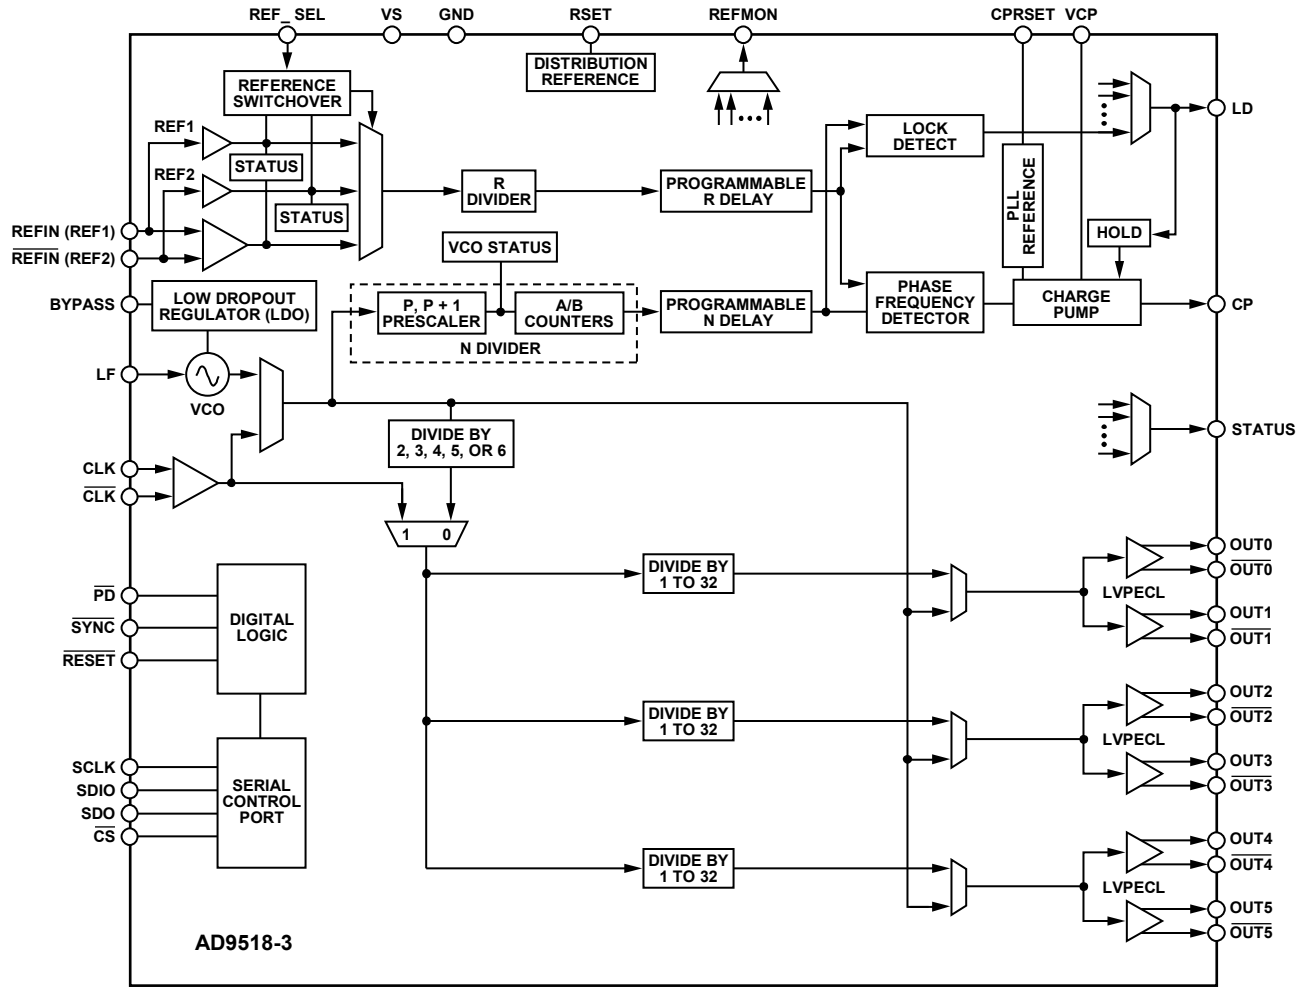 REF_ SEL
VS
GND
RSET
REFMON
CPRSET
VCP
DISTRIBUTION
REFERENCE
REFERENCE
SWITCHOVER
REF1
STATUS
REF2
STATUS
REFIN (REF1)
REFIN (REF2)
BYPASS
LOW DROPOUT
REGULATOR (LDO)
LF
VCO
CLK
CLK
R
DIVIDER
VCO STATUS
P, P + 1
PRESCALER
A/B
COUNTERS
N DIVIDER
PROGRAMMABLE
R DELAY
PROGRAMMABLE
N DELAY
LOCK
DETECT
PHASE
FREQUENCY
DETECTOR
PLL
REFERENCE
HOLD
CHARGE
PUMP
LD
CP
STATUS
DIVIDE BY
2, 3, 4, 5, OR 6
1 0
PD
SYNC
RESET
DIGITAL
LOGIC
SCLK
SDIO
SDO
CS
SERIAL
CONTROL
PORT
DIVIDE BY
1 TO 32
LVPECL
OUT0
OUT0
OUT1
OUT1
DIVIDE BY
1 TO 32
LVPECL
OUT2
OUT2
OUT3
OUT3
DIVIDE BY
1 TO 32
LVPECL
OUT4
OUT4
OUT5
OUT5
AD9518-3